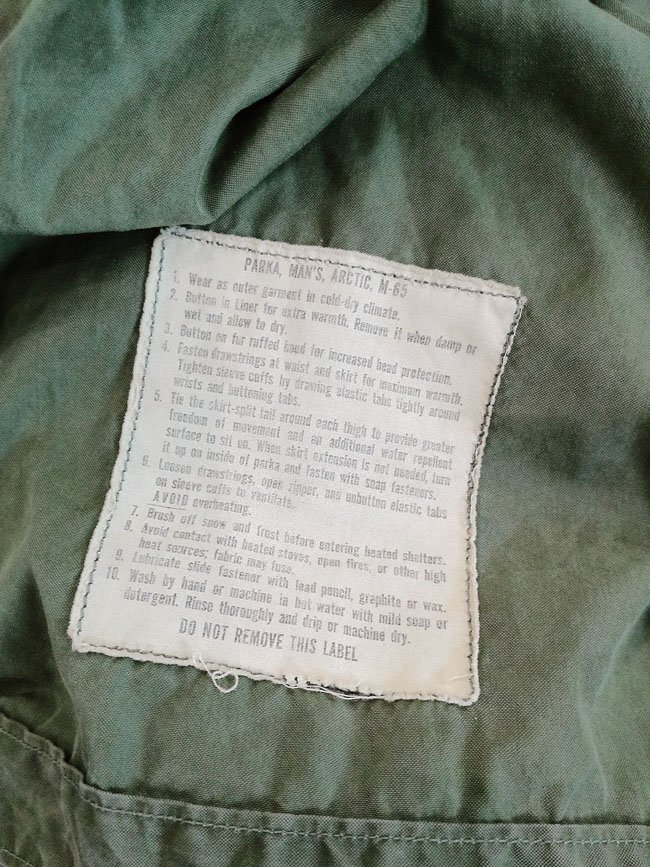 PARKA, MAN'S, ARCTIC, M-65
1. Wear as outer garment in cold-dry climate.
2. Button in Liner for extra warmth. Remove it when damp or
wet and allow to dry.
3. Button on fur ruffed hood for increased head protection.
4. Fasten drawstrings at waist and skirt for maximum warmth.
Tighten sleeve cuffs by drawing elastic tabs tightly around
wrists and buttoning tabs.
5. Tie the skirt-split tail around each thigh to provide greater
freedom of movement and an additional water repellent
surface to sit on. When skirt extension is not needed, turn
it up on inside of parka and fasten with snap fasteners.
6. Loosen drawstrings, open zipper, and unbutton elastic tabs
on sleeve cuffs to ventilate.
AVOID overheating.
7. Brush off snow and frost before entering heated shelters.
8. Avoid contact with heated stoves, open fires, or other high
heat sources; fabric may fuse.
9. Lubricate slide fastener with lead pencil, graphite or wax.
10. Wash by hand or machine in hot water with mild soap or
detergent. Rinse thoroughly and drip or machine dry.
DO NOT REMOVE THIS LABEL